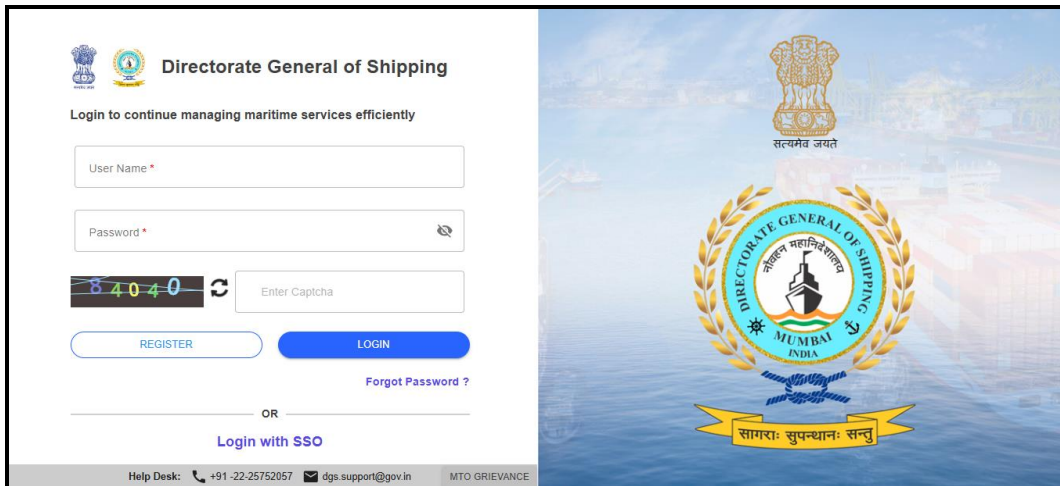 Directorate General of Shipping
Login to continue managing maritime services efficiently
User Name *
Password *
84040
Enter Captcha
REGISTER
LOGIN
Forgot Password ?
OR
Login with SSO
Help Desk: +91 -22-25752057 dgs.support@gov.in MTO GRIEVANCE
सत्यमेव जयते
DIRECTORATE GENERAL OF SHIPPING
नौवहन महानिदेशालय
MUMBAI
INDIA
सागराः सुपन्थानः सन्तु